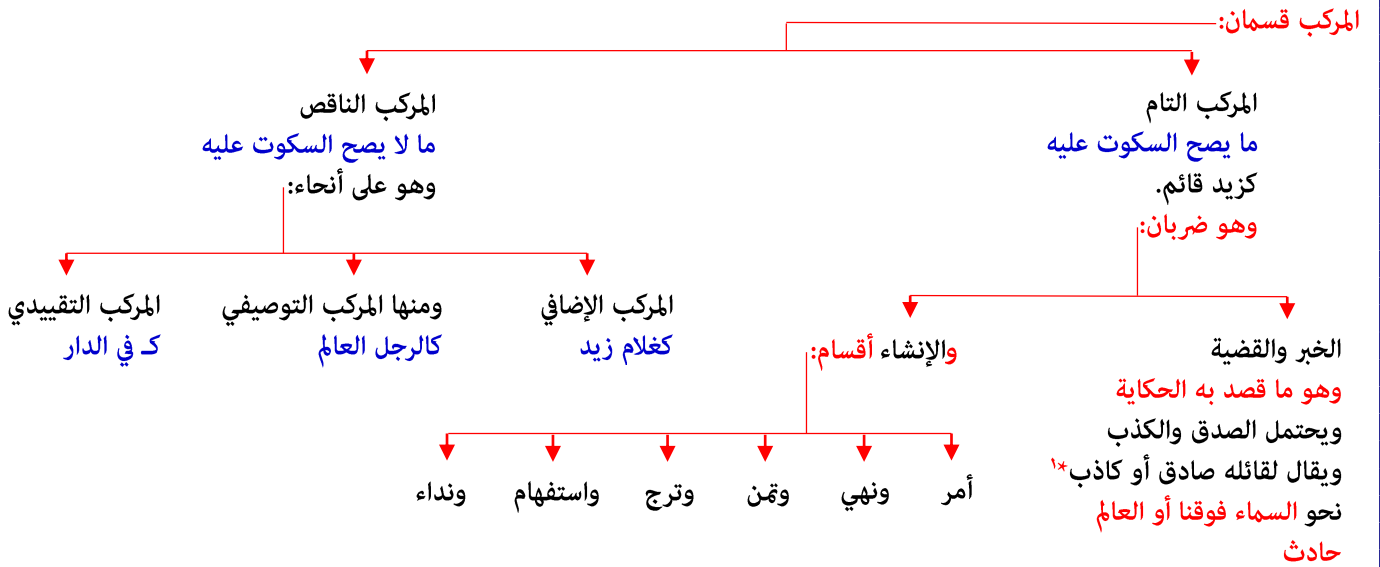 المركب قسمان:
المركب التام
ما يصح السكوت عليه
كزيد قائم.
وهو ضربان:
الخبر والقضية
وهو ما قصد به الحكاية
ويحتمل الصدق والكذب
ويقال لقائله صادق أو كاذب*١
نحو السماء فوقنا أو العالم
حادث
والإنشاء أقسام:
أمر
ونهي
وتمن
وترج
واستفهام
ونداء
المركب الناقص
ما لا يصح السكوت عليه
وهو على أنحاء:
المركب الإضافي
كغلام زيد
ومنها المركب التوصيفي
كالرجل العالم
المركب التقييدي
كـ في الدار